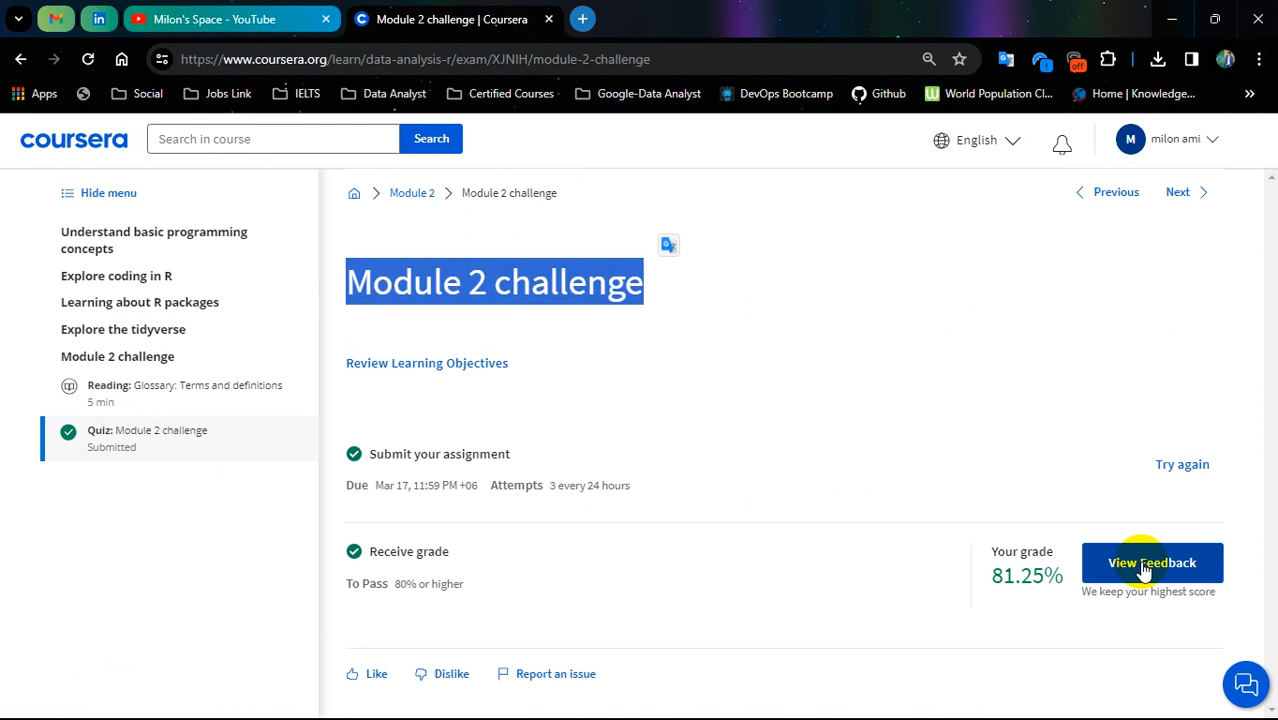 Milon's Space - YouTube
Module 2 challenge | Coursera
https://www.coursera.org/learn/data-analysis-r/exam/XJNIH/module-2-challenge
off
Apps
Social
Jobs Link
IELTS
Data Analyst
Certified Courses
Google-Data Analyst
DevOps Bootcamp
Github
World Population Cl...
Home | Knowledge...
coursera
Search in course
Search
English
M
milon ami
Hide menu
Module 2
Module 2 challenge
Previous
Next
Understand basic programming
concepts
Explore coding in R
Learning about R packages
Explore the tidyverse
Module 2 challenge
Reading: Glossary: Terms and definitions
5 min
Quiz: Module 2 challenge
Submitted
Module 2 challenge
Review Learning Objectives
Submit your assignment
Due Mar 17, 11:59 PM +06 Attempts 3 every 24 hours
Try again
Receive grade
To Pass 80% or higher
Your grade
81.25%
View Feedback
We keep your highest score
Like
Dislike
Report an issue